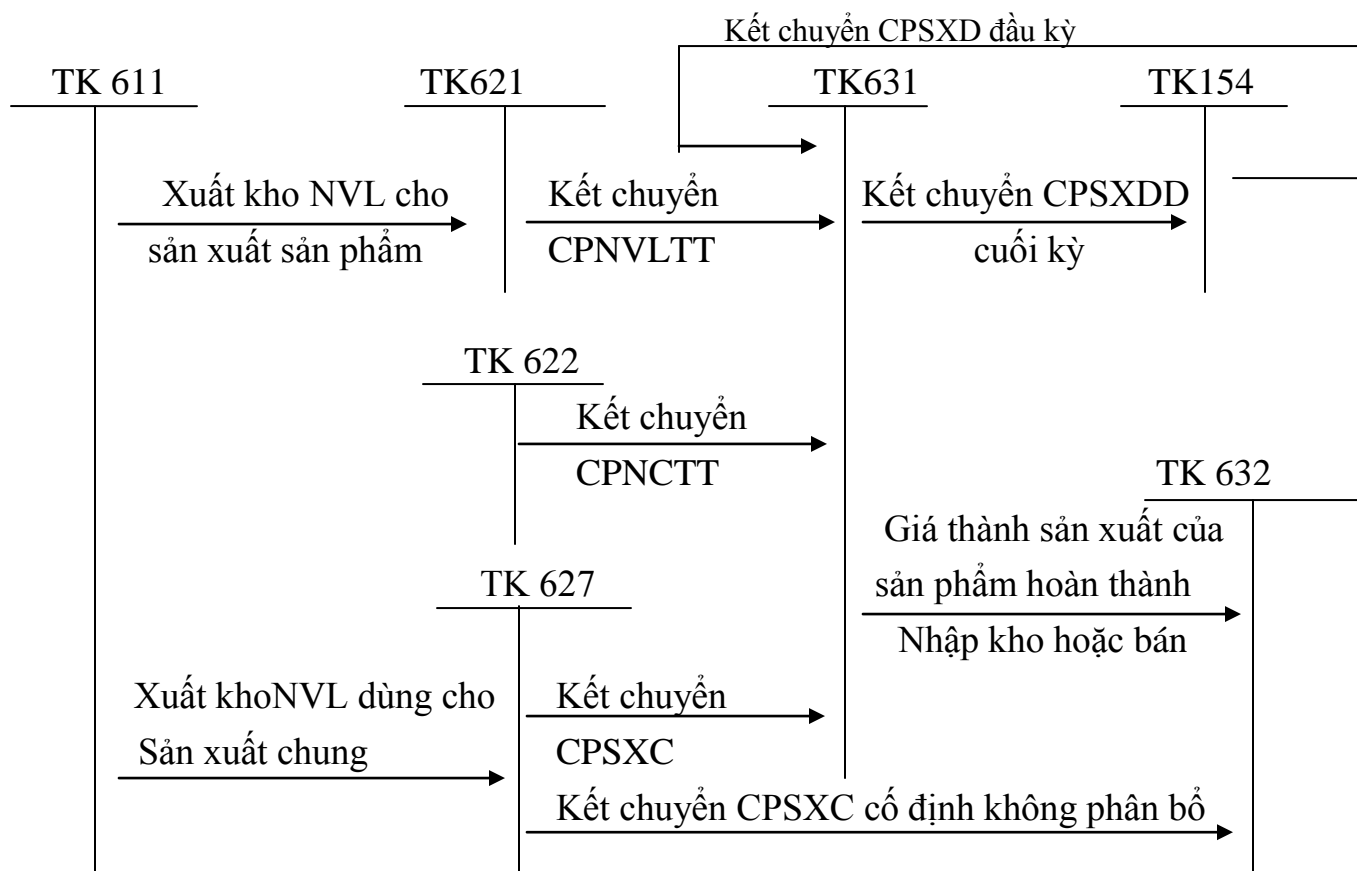 Kết chuyển CPSXD đầu kỳ
TK 611
TK621
TK631
TK154
Xuất kho NVL cho
sản xuất sản phẩm
Kết chuyển
CPNVLTT
Kết chuyển CPSXDD
cuối kỳ
TK 622
Kết chuyển
CPNCTT
TK 632
Giá thành sản xuất của
sản phẩm hoàn thành
Nhập kho hoặc bán
TK 627
Xuất khoNVL dùng cho
Sản xuất chung
Kết chuyển
CPSXC
Kết chuyển CPSXC cố định không phân bổ